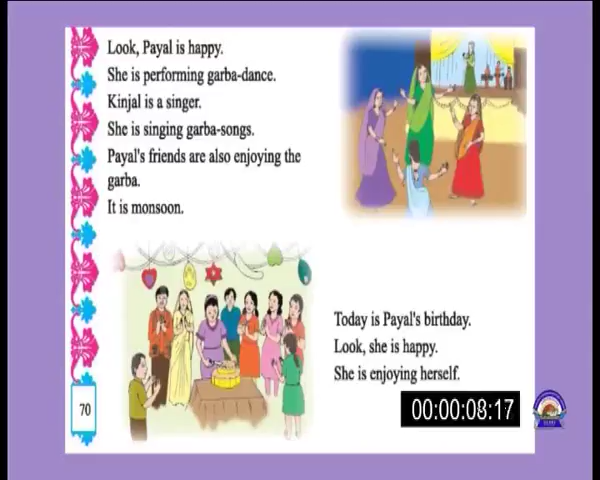 Look, Payal is happy.
She is performing garba-dance.
Kinjal is a singer.
She is singing garba-songs.
Payal's friends are also enjoying the
garba.
It is monsoon.
Today is Payal's birthday.
Look, she is happy.
She is enjoying herself.
70
00:00:08:17